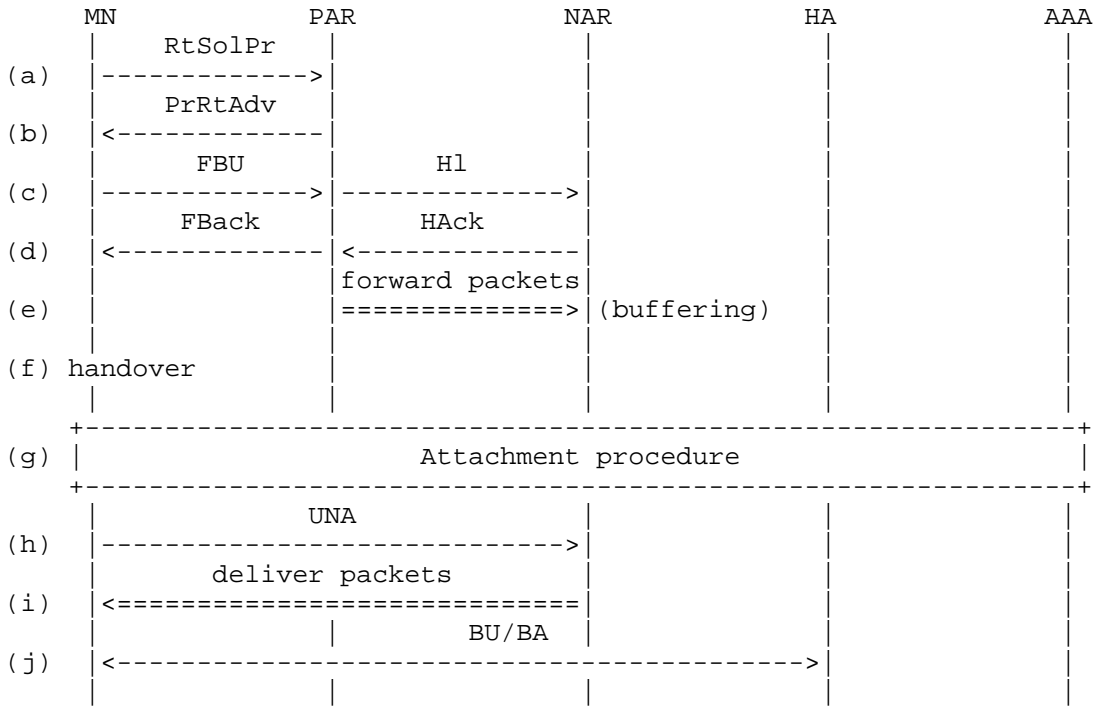 MN PAR NAR HA AAA
RtSolPr
(a)
PrRtAdv
(b)
FBU Hl
(c)
FBack HAck
(d)
forward packets
(e) (buffering)
(f) handover
(g) Attachment procedure
UNA
(h)
deliver packets
(i)
BU/BA
(j)